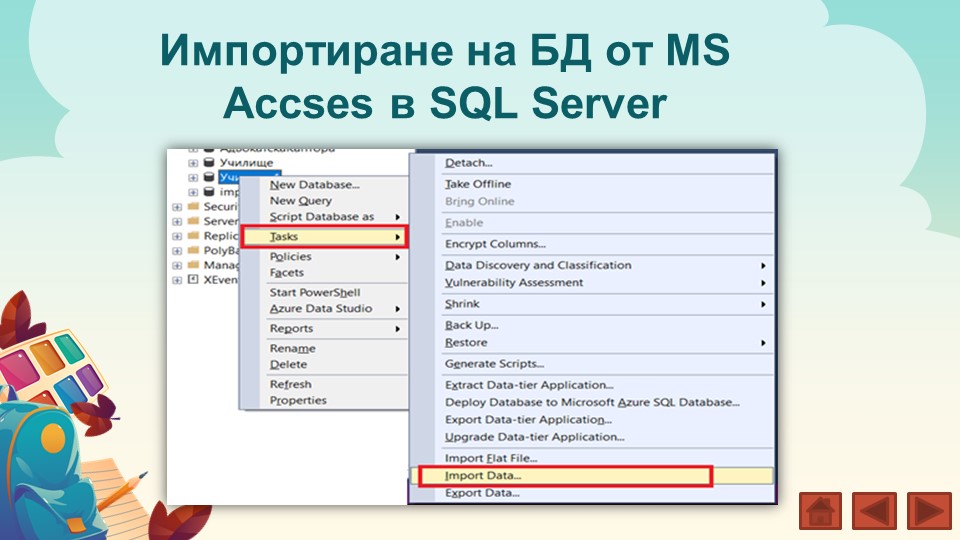 Импортиране на БД от MS
Accses в SQL Server
Училище
New Database...
New Query
Script Database as
Tasks
Policies
Facets
Start PowerShell
Azure Data Studio
Reports
Rename
Delete
Refresh
Properties
imp
Securit
Server
Replic
PolyBa
Manag
XEven
Detach...
Take Offline
Bring Online
Enable
Encrypt Columns...
Data Discovery and Classification
Vulnerability Assessment
Shrink
Back Up...
Restore
Generate Scripts...
Extract Data-tier Application...
Deploy Database to Microsoft Azure SQL Database...
Export Data-tier Application...
Upgrade Data-tier Application...
Import Flat File...
Import Data...
Export Data...